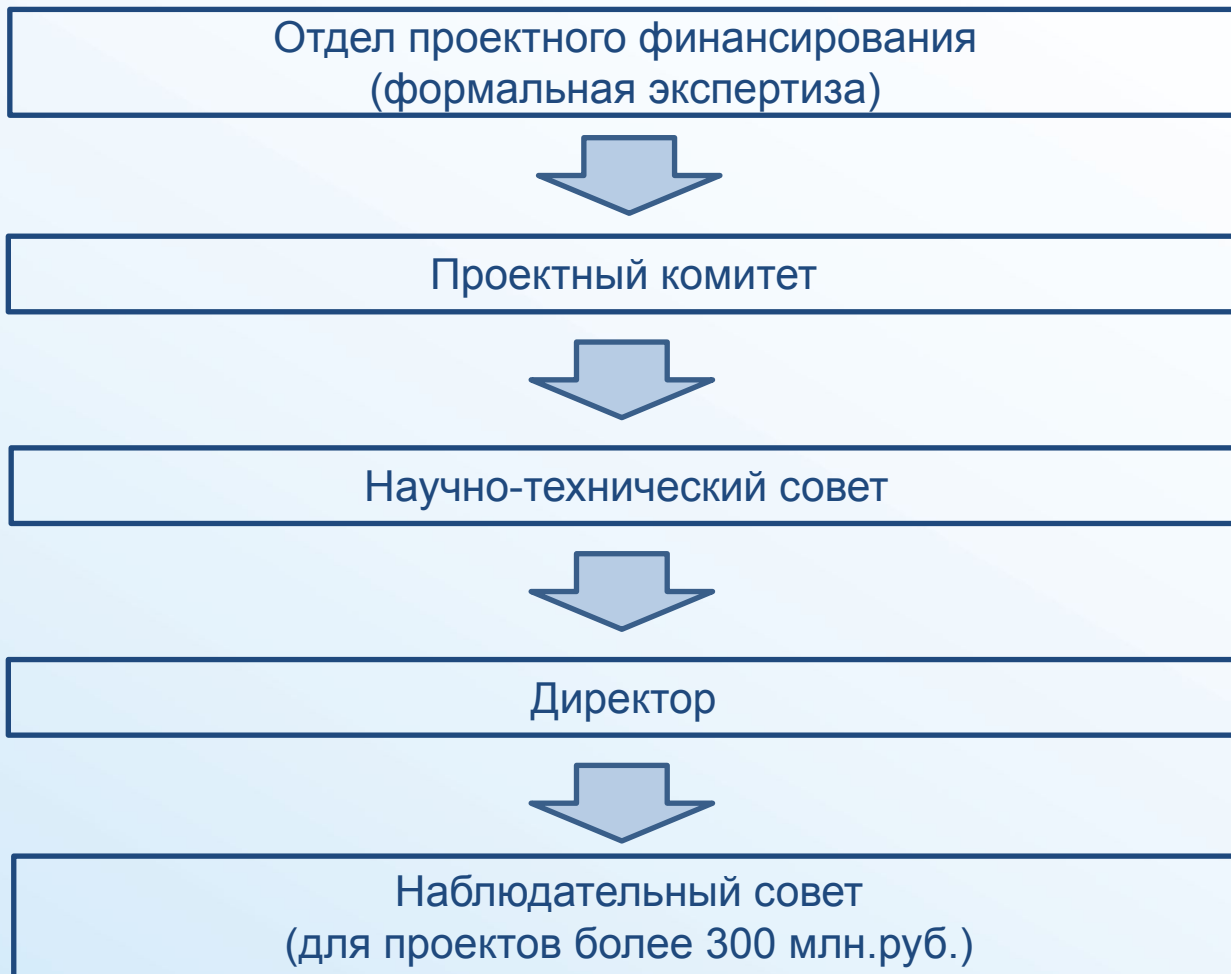 Отдел проектного финансирования
(формальная экспертиза)
Проектный комитет
Научно-технический совет
Директор
Наблюдательный совет
(для проектов более 300 млн.руб.)